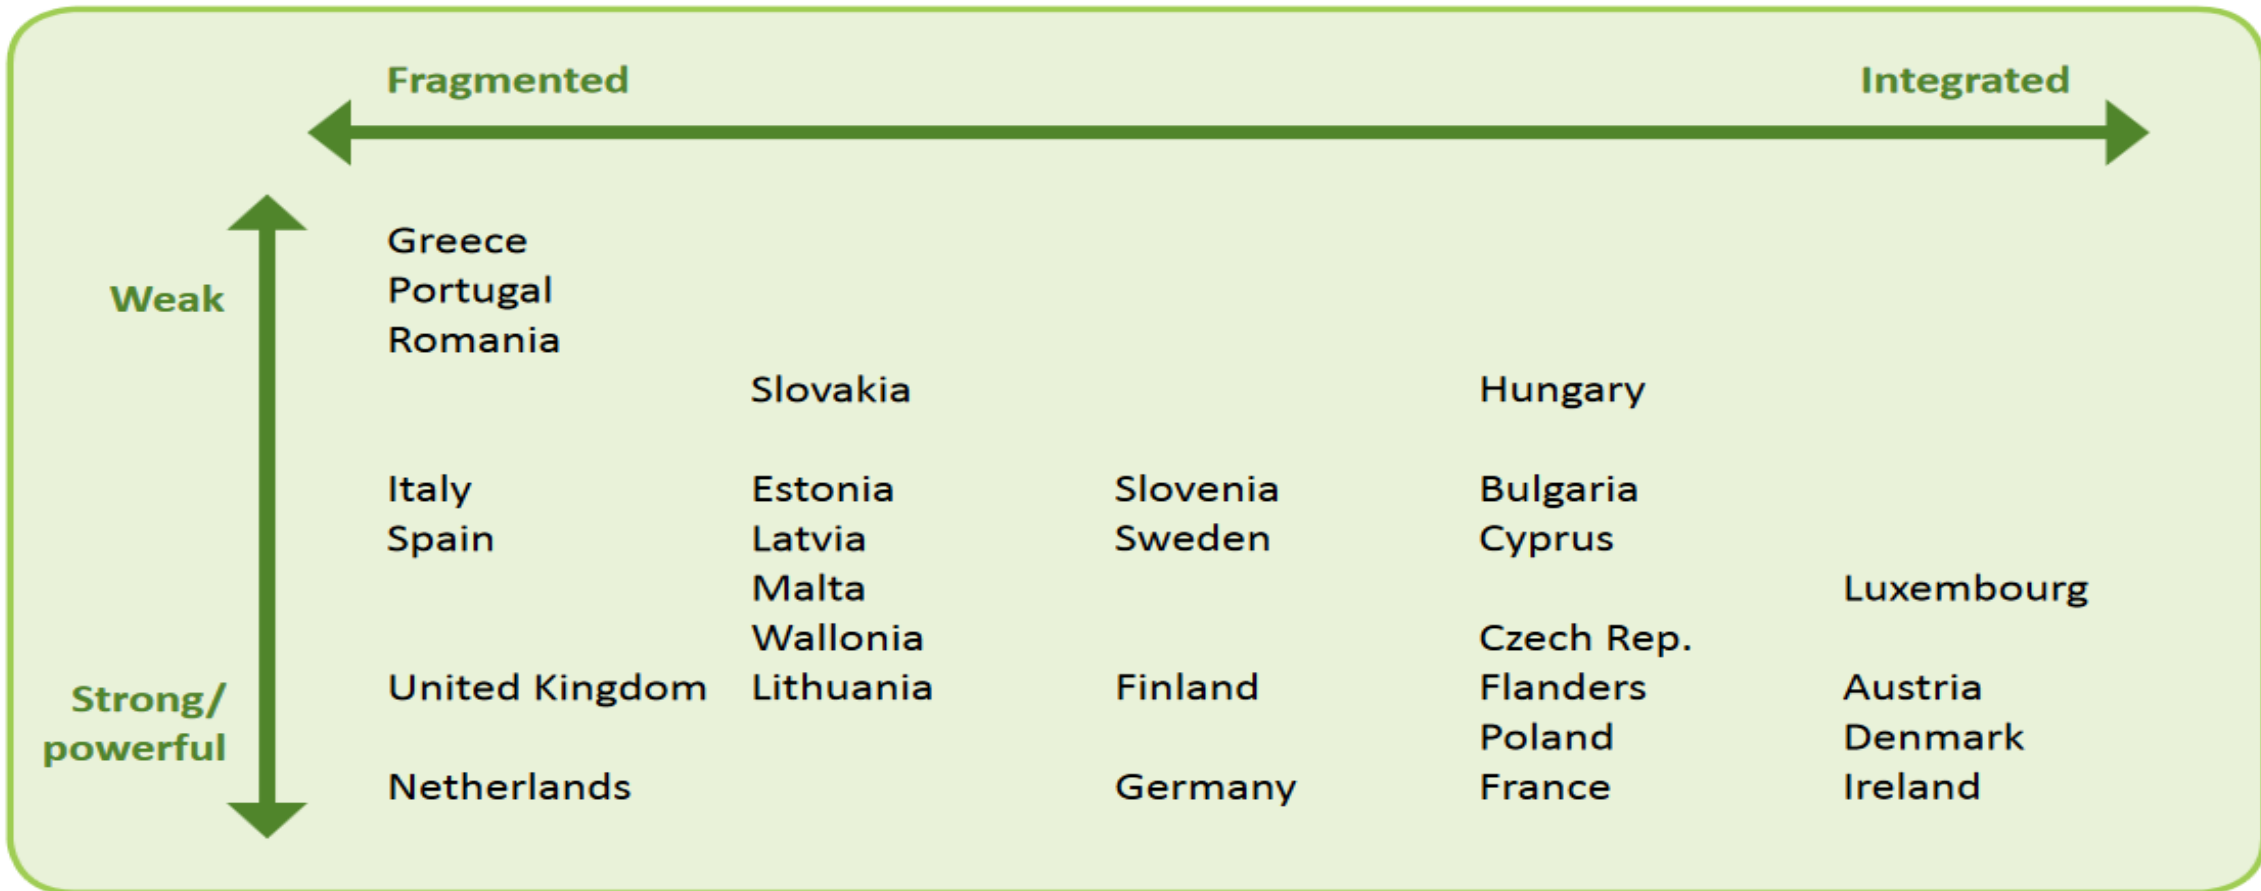 Fragmented Integrated
Greece
Weak Portugal
Romania
Slovakia Hungary
Italy Estonia Slovenia Bulgaria
Spain Latvia Sweden Cyprus
Malta Luxembourg
Wallonia Czech Rep.
Strong/ United Kingdom Lithuania Finland Flanders Austria
powerful Poland Denmark
Netherlands Germany France Ireland